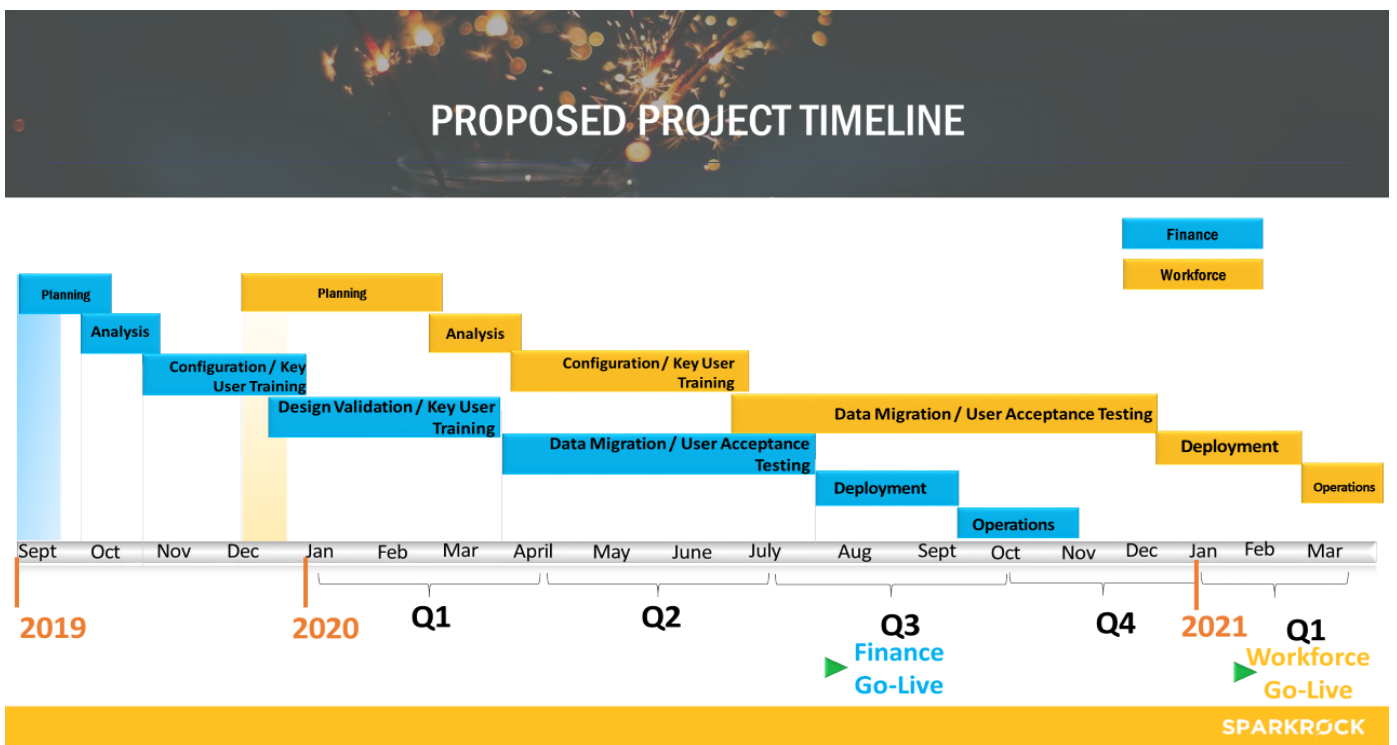 PROPOSED PROJECT TIMELINE
Finance
Workforce
Planning
Planning
Analysis
Analysis
Configuration / Key
User Training
Configuration / Key User
Training
Design Validation / Key User
Training
Data Migration / User Acceptance Testing
Data Migration / User Acceptance
Testing
Deployment
Deployment
Operations
Operations
Sept Oct Nov Dec Jan Feb Mar April May June July Aug Sept Oct Nov Dec Jan Feb Mar
2019 2020 Q1 Q2 Q3 Q4 2021 Q1
Finance
Go-Live
Workforce
Go-Live
SPARKROCK